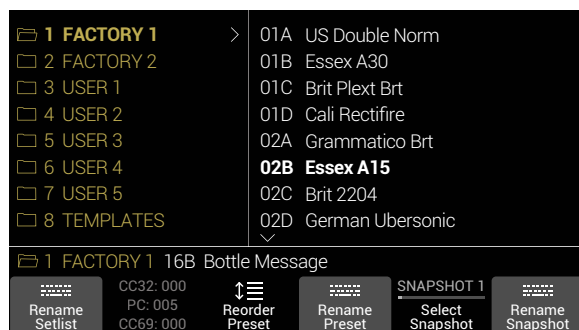 1 FACTORY 1 >
2 FACTORY 2
3 USER 1
4 USER 2
5 USER 3
6 USER 4
7 USER 5
8 TEMPLATES
01A US Double Norm
01B Essex A30
01C Brit Plext Brt
01D Cali Rectifire
02A Grammatico Brt
02B Essex A15
02C Brit 2204
02D German Ubersonic
1 FACTORY 1 16B Bottle Message
Rename
Setlist
CC32: 000
PC: 005
CC69: 000
Reorder
Preset
Rename
Preset
SNAPSHOT 1
Select
Snapshot
Rename
Snapshot